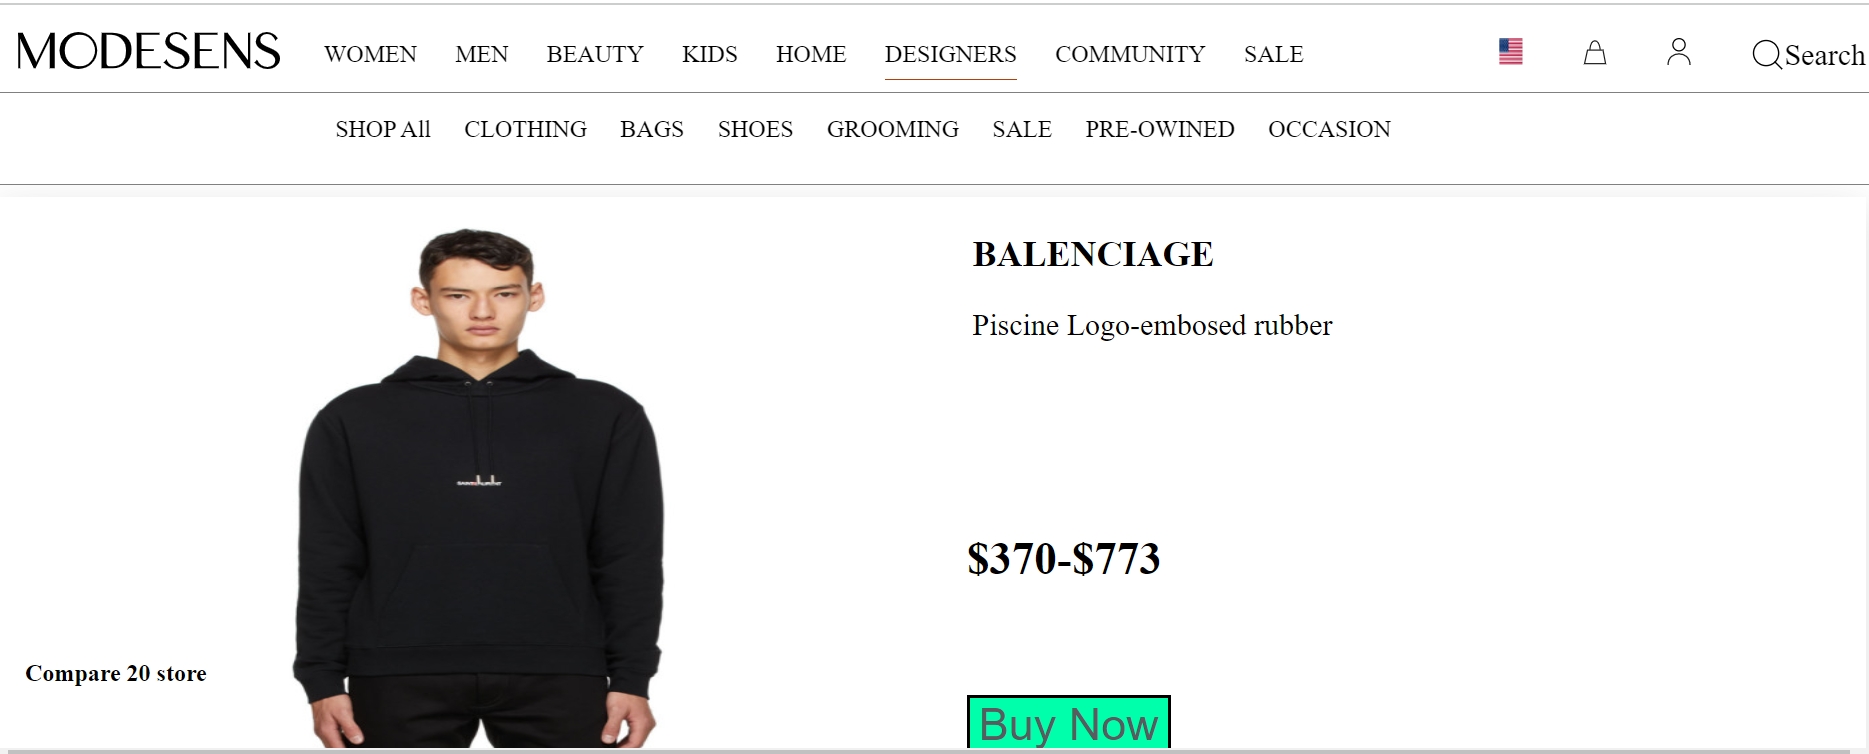 MODESENS WOMEN MEN BEAUTY KIDS HOME DESIGNERS COMMUNITY SALE Search
SHOP All CLOTHING BAGS SHOES GROOMING SALE PRE-OWINED OCCASION
BALENCIAGE
Piscine Logo-embosed rubber
$370-$773
Compare 20 store
Buy Now